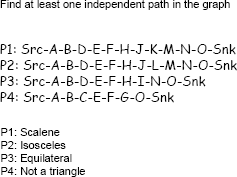 Find at least one independent path in the graph
P1: Src-A-B-D-E-F-H-J-K-M-N-O-Snk
P2: Src-A-B-D-E-F-H-J-L-M-N-O-Snk
P3: Src-A-B-D-E-F-H-I-N-O-Snk
P4: Src-A-B-C-E-F-G-O-Snk
P1: Scalene
P2: Isosceles
P3: Equilateral
P4: Not a triangle